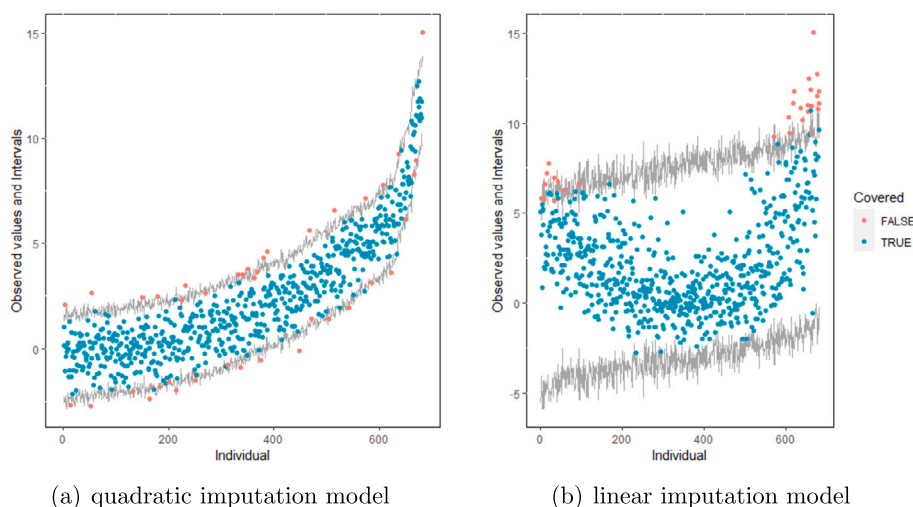 15
10
5
0
0
200
400
600
Individual
Observed values and Intervals
15
10
5
0
-5
0
200
400
600
Individual
Observed values and Intervals
Covered
FALSE
TRUE
(a) quadratic imputation model
(b) linear imputation model